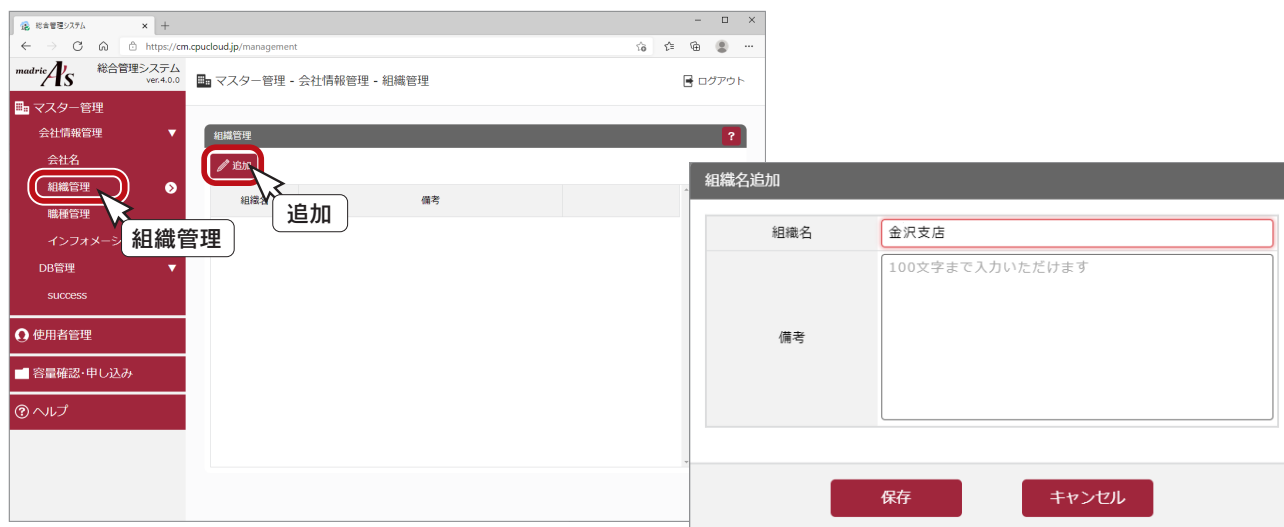 総合管理システム
https://cm.cpucloud.jp/management
madric A's 総合管理システム
ver.4.0.0
マスター管理 - 会社情報管理 - 組織管理
ログアウト
マスター管理
会社情報管理
会社名
組織管理
職種管理
インフォメーシ
DB管理
success
使用者管理
容量確認・申し込み
ヘルプ
組織管理
?
追加
組織
備考
追加
組織管理
組織名追加
組織名
金沢支店
備考
100文字まで入力いただけます
保存
キャンセル